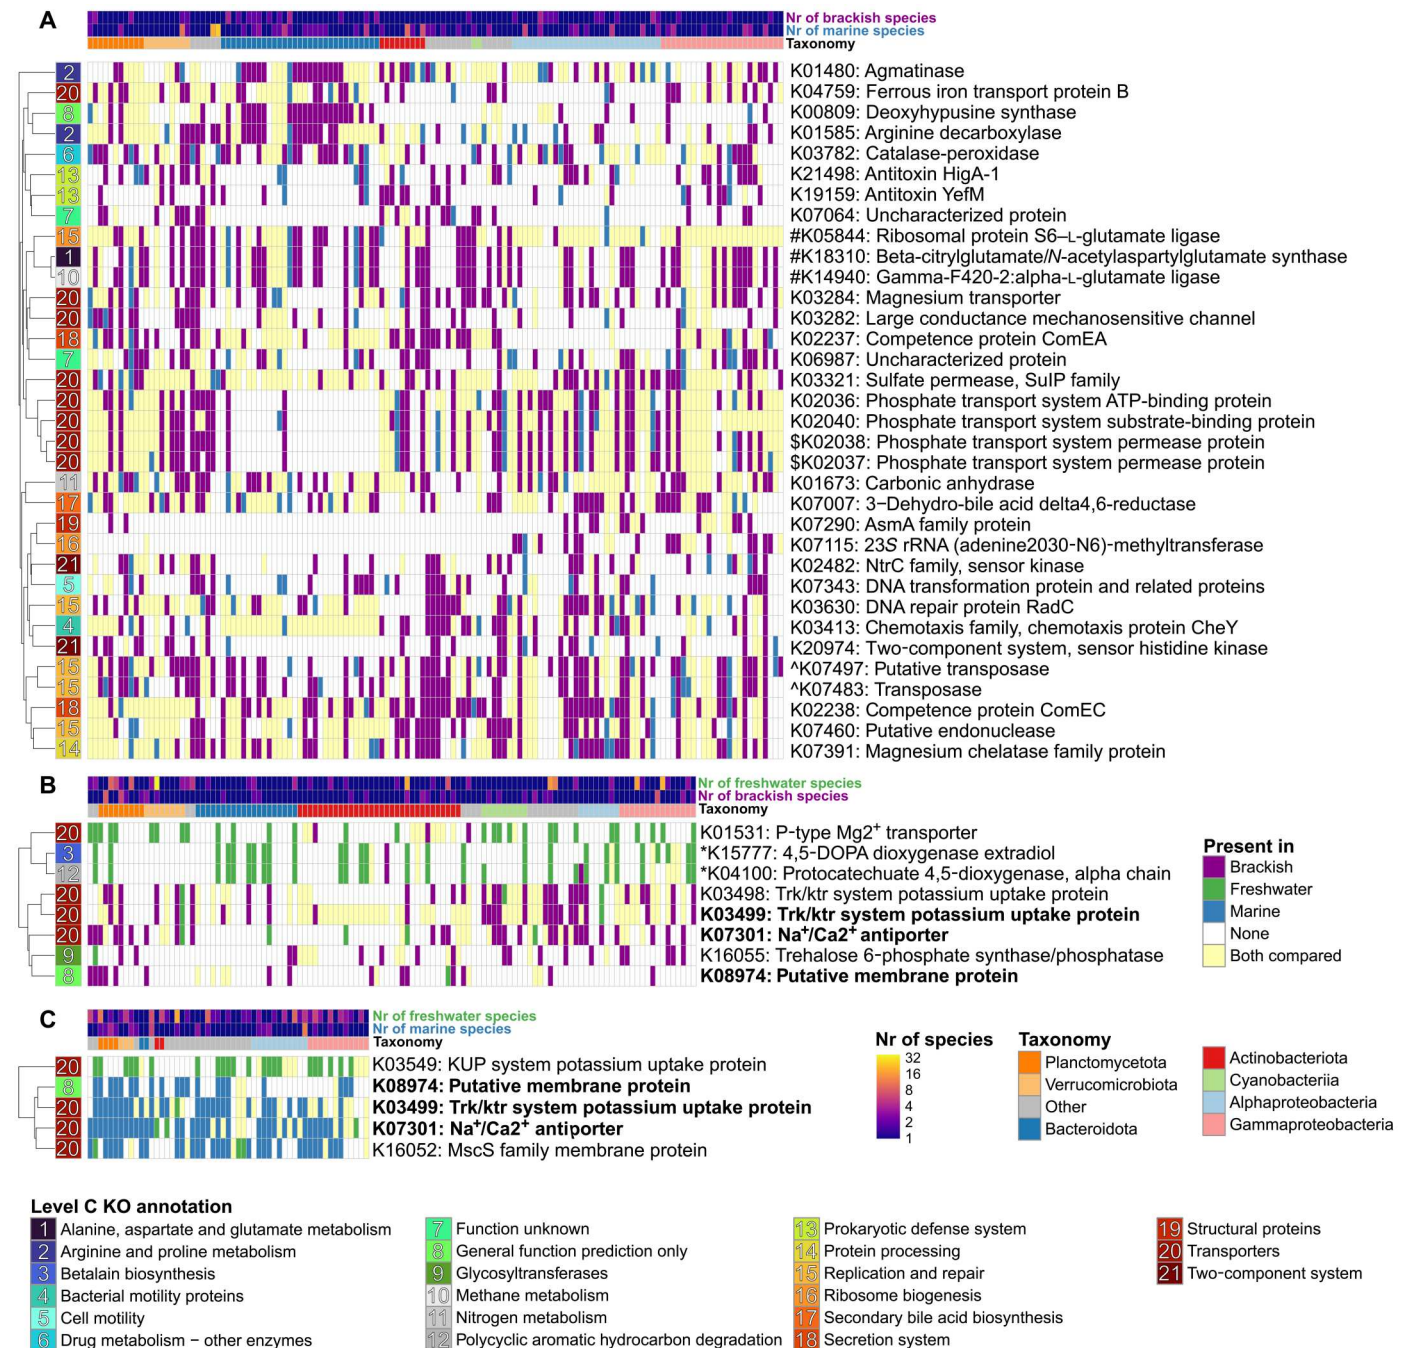 A
Nr of brackish species
Nr of marine species
Taxonomy
2 K01480: Agmatinase
20 K04759: Ferrous iron transport protein B
8 K00809: Deoxyhypusine synthase
2 K01585: Arginine decarboxylase
6 K03782: Catalase-peroxidase
13 K21498: Antitoxin HigA-1
13 K19159: Antitoxin YefM
7 K07064: Uncharacterized protein
15 #K05844: Ribosomal protein S6–L-glutamate ligase
1 #K18310: Beta-citrylglutamate/N-acetylaspartylglutamate synthase
10 #K14940: Gamma-F420-2:alpha-L-glutamate ligase
20 K03284: Magnesium transporter
20 K03282: Large conductance mechanosensitive channel
18 K02237: Competence protein ComEA
7 K06987: Uncharacterized protein
20 K03321: Sulfate permease, SulP family
20 K02036: Phosphate transport system ATP-binding protein
20 K02040: Phosphate transport system substrate-binding protein
20 $K02038: Phosphate transport system permease protein
20 $K02037: Phosphate transport system permease protein
11 K01673: Carbonic anhydrase
17 K07007: 3−Dehydro-bile acid delta4,6-reductase
19 K07290: AsmA family protein
16 K07115: 23S rRNA (adenine2030-N6)-methyltransferase
21 K02482: NtrC family, sensor kinase
5 K07343: DNA transformation protein and related proteins
15 K03630: DNA repair protein RadC
4 K03413: Chemotaxis family, chemotaxis protein CheY
21 K20974: Two-component system, sensor histidine kinase
15 ^K07497: Putative transposase
15 ^K07483: Transposase
18 K02238: Competence protein ComEC
15 K07460: Putative endonuclease
14 K07391: Magnesium chelatase family protein
B
Nr of freshwater species
Nr of brackish species
Taxonomy
20 K01531: P-type Mg2+ transporter
3 *K15777: 4,5-DOPA dioxygenase extradiol
12 *K04100: Protocatechuate 4,5-dioxygenase, alpha chain
20 K03498: Trk/ktr system potassium uptake protein
20 K03499: Trk/ktr system potassium uptake protein
20 K07301: Na+/Ca2+ antiporter
9 K16055: Trehalose 6-phosphate synthase/phosphatase
8 K08974: Putative membrane protein
Present in
Brackish
Freshwater
Marine
None
Both compared
C
Nr of freshwater species
Nr of marine species
Taxonomy
20 K03549: KUP system potassium uptake protein
8 K08974: Putative membrane protein
20 K03499: Trk/ktr system potassium uptake protein
20 K07301: Na+/Ca2+ antiporter
20 K16052: MscS family membrane protein
Nr of species
32
16
8
4
2
1
Taxonomy
Planctomycetota
Verrucomicrobiota
Other
Bacteroidota
Actinobacteriota
Cyanobacteriia
Alphaproteobacteria
Gammaproteobacteria
Level C KO annotation
1 Alanine, aspartate and glutamate metabolism
2 Arginine and proline metabolism
3 Betalain biosynthesis
4 Bacterial motility proteins
5 Cell motility
6 Drug metabolism − other enzymes
7 Function unknown
8 General function prediction only
9 Glycosyltransferases
10 Methane metabolism
11 Nitrogen metabolism
12 Polycyclic aromatic hydrocarbon degradation
13 Prokaryotic defense system
14 Protein processing
15 Replication and repair
16 Ribosome biogenesis
17 Secondary bile acid biosynthesis
18 Secretion system
19 Structural proteins
20 Transporters
21 Two-component system